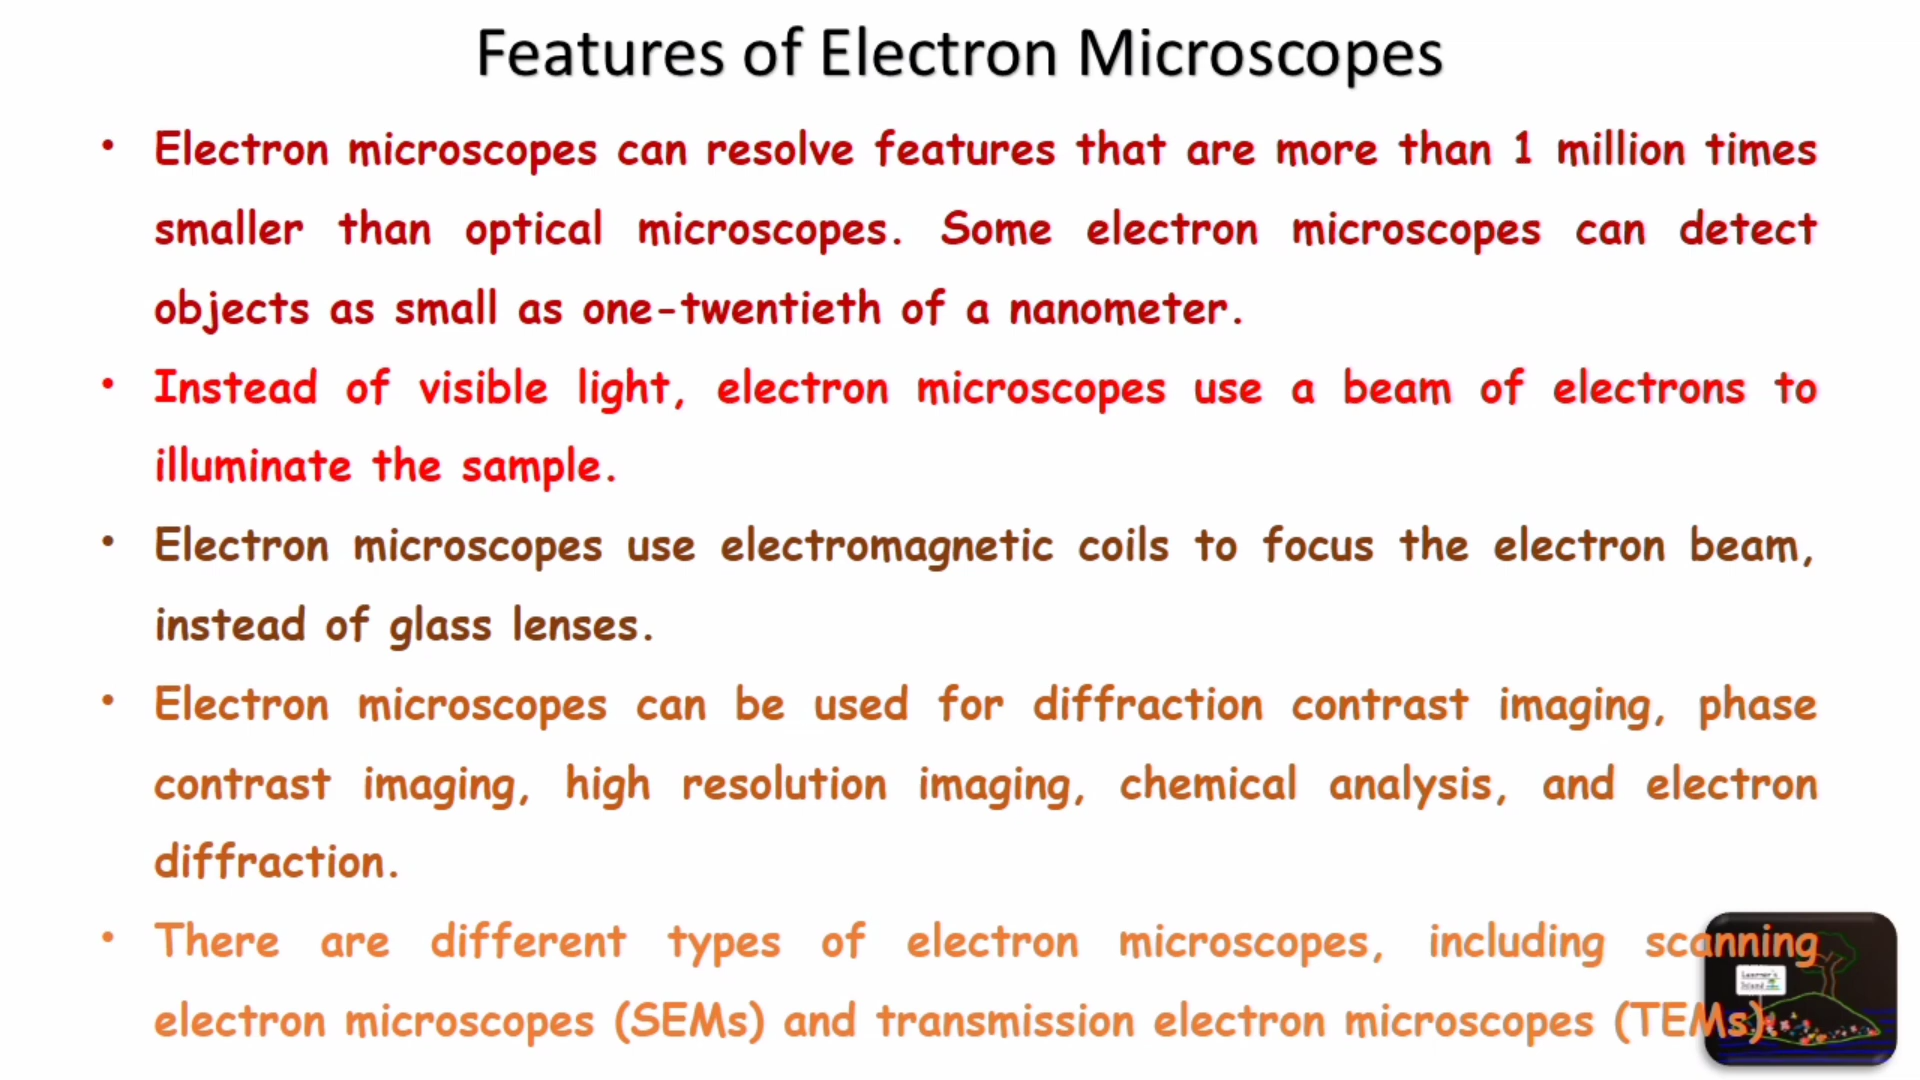 Features of Electron Microscopes
• Electron microscopes can resolve features that are more than 1 million times
smaller than optical microscopes. Some electron microscopes can detect
objects as small as one-twentieth of a nanometer.
• Instead of visible light, electron microscopes use a beam of electrons to
illuminate the sample.
• Electron microscopes use electromagnetic coils to focus the electron beam,
instead of glass lenses.
• Electron microscopes can be used for diffraction contrast imaging, phase
contrast imaging, high resolution imaging, chemical analysis, and electron
diffraction.
• There are different types of electron microscopes, including scanning
electron microscopes (SEMs) and transmission electron microscopes (TEMs).
Learner's
Island